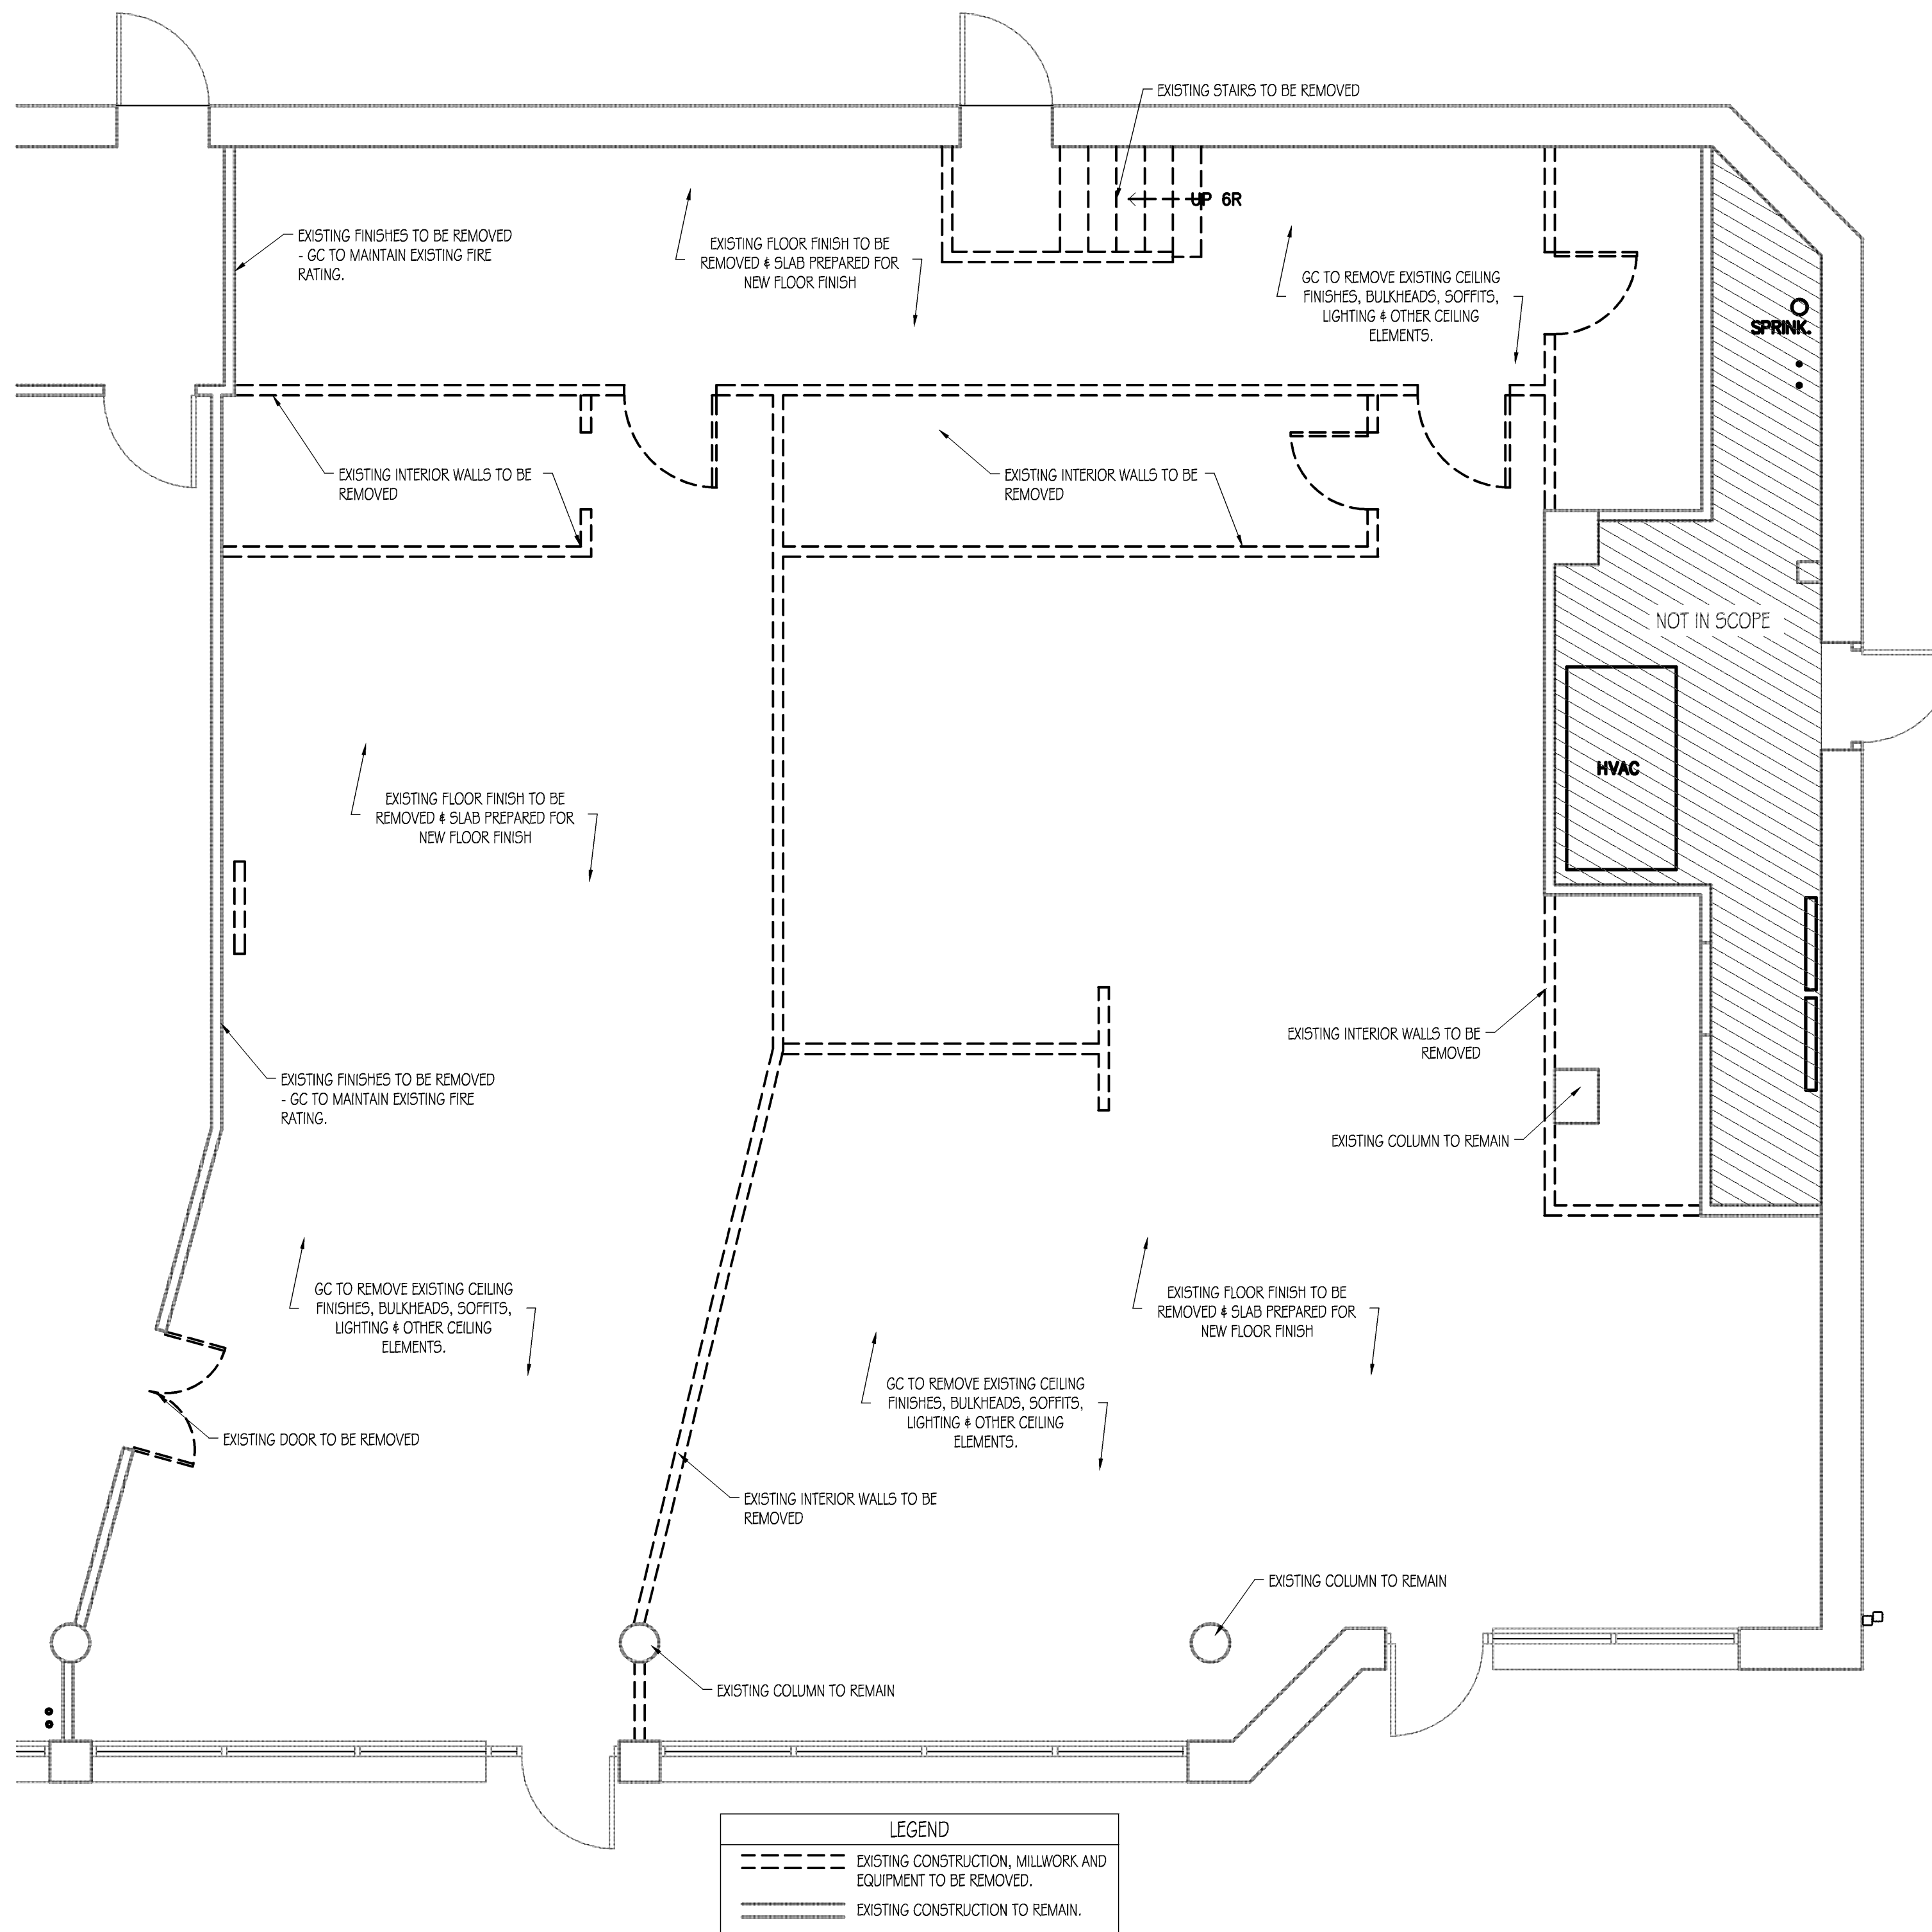 EXISTING STAIRS TO BE REMOVED
UP 6R
EXISTING FINISHES TO BE REMOVED
- GC TO MAINTAIN EXISTING FIRE
RATING.
EXISTING FLOOR FINISH TO BE
REMOVED & SLAB PREPARED FOR
NEW FLOOR FINISH
GC TO REMOVE EXISTING CEILING
FINISHES, BULKHEADS, SOFFITS,
LIGHTING & OTHER CEILING
ELEMENTS.
SPRINK.
EXISTING INTERIOR WALLS TO BE
REMOVED
EXISTING INTERIOR WALLS TO BE
REMOVED
NOT IN SCOPE
HVAC
EXISTING FLOOR FINISH TO BE
REMOVED & SLAB PREPARED FOR
NEW FLOOR FINISH
EXISTING INTERIOR WALLS TO BE
REMOVED
EXISTING FINISHES TO BE REMOVED
- GC TO MAINTAIN EXISTING FIRE
RATING.
EXISTING COLUMN TO REMAIN
GC TO REMOVE EXISTING CEILING
FINISHES, BULKHEADS, SOFFITS,
LIGHTING & OTHER CEILING
ELEMENTS.
EXISTING FLOOR FINISH TO BE
REMOVED & SLAB PREPARED FOR
NEW FLOOR FINISH
GC TO REMOVE EXISTING CEILING
FINISHES, BULKHEADS, SOFFITS,
LIGHTING & OTHER CEILING
ELEMENTS.
EXISTING DOOR TO BE REMOVED
EXISTING INTERIOR WALLS TO BE
REMOVED
EXISTING COLUMN TO REMAIN
EXISTING COLUMN TO REMAIN
LEGEND
EXISTING CONSTRUCTION, MILLWORK AND
EQUIPMENT TO BE REMOVED.
EXISTING CONSTRUCTION TO REMAIN.